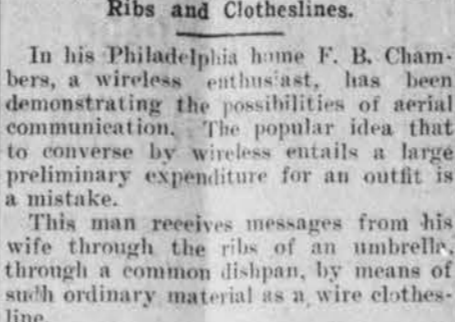 Ribs and Clotheslines.
In his Philadelphia home F. B. Cham-
bers, a wireless enthusiast, has been
demonstrating the possibilities of aerial
communication. The popular idea that
to converse by wireless entails a large
preliminary expenditure for an outfit is
a mistake.
This man receives messages from his
wife through the ribs of an umbrella,
through a common dishpan, by means of
such ordinary material as a wire clothes-
line